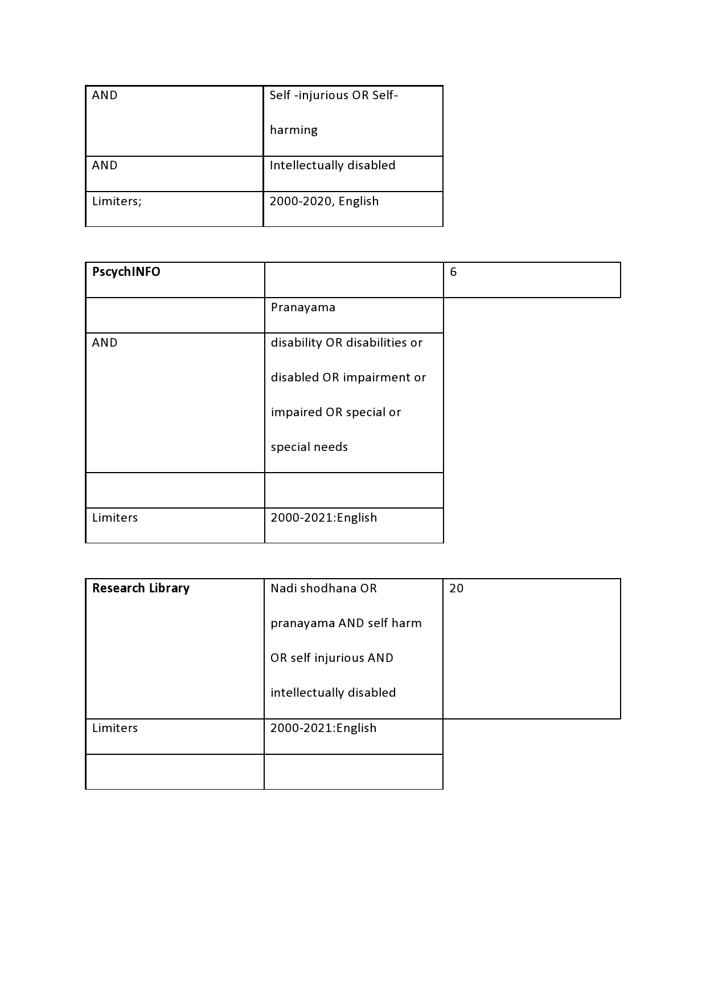 AND
Self -injurious OR Self-
harming
AND
Intellectually disabled
Limiters;
2000-2020, English
PscychINFO
6
Pranayama
AND
disability OR disabilities or
disabled OR impairment or
impaired OR special or
special needs
Limiters
2000-2021:English
Research Library
Nadi shodhana OR
20
pranayama AND self harm
OR self injurious AND
intellectually disabled
Limiters
2000-2021:English